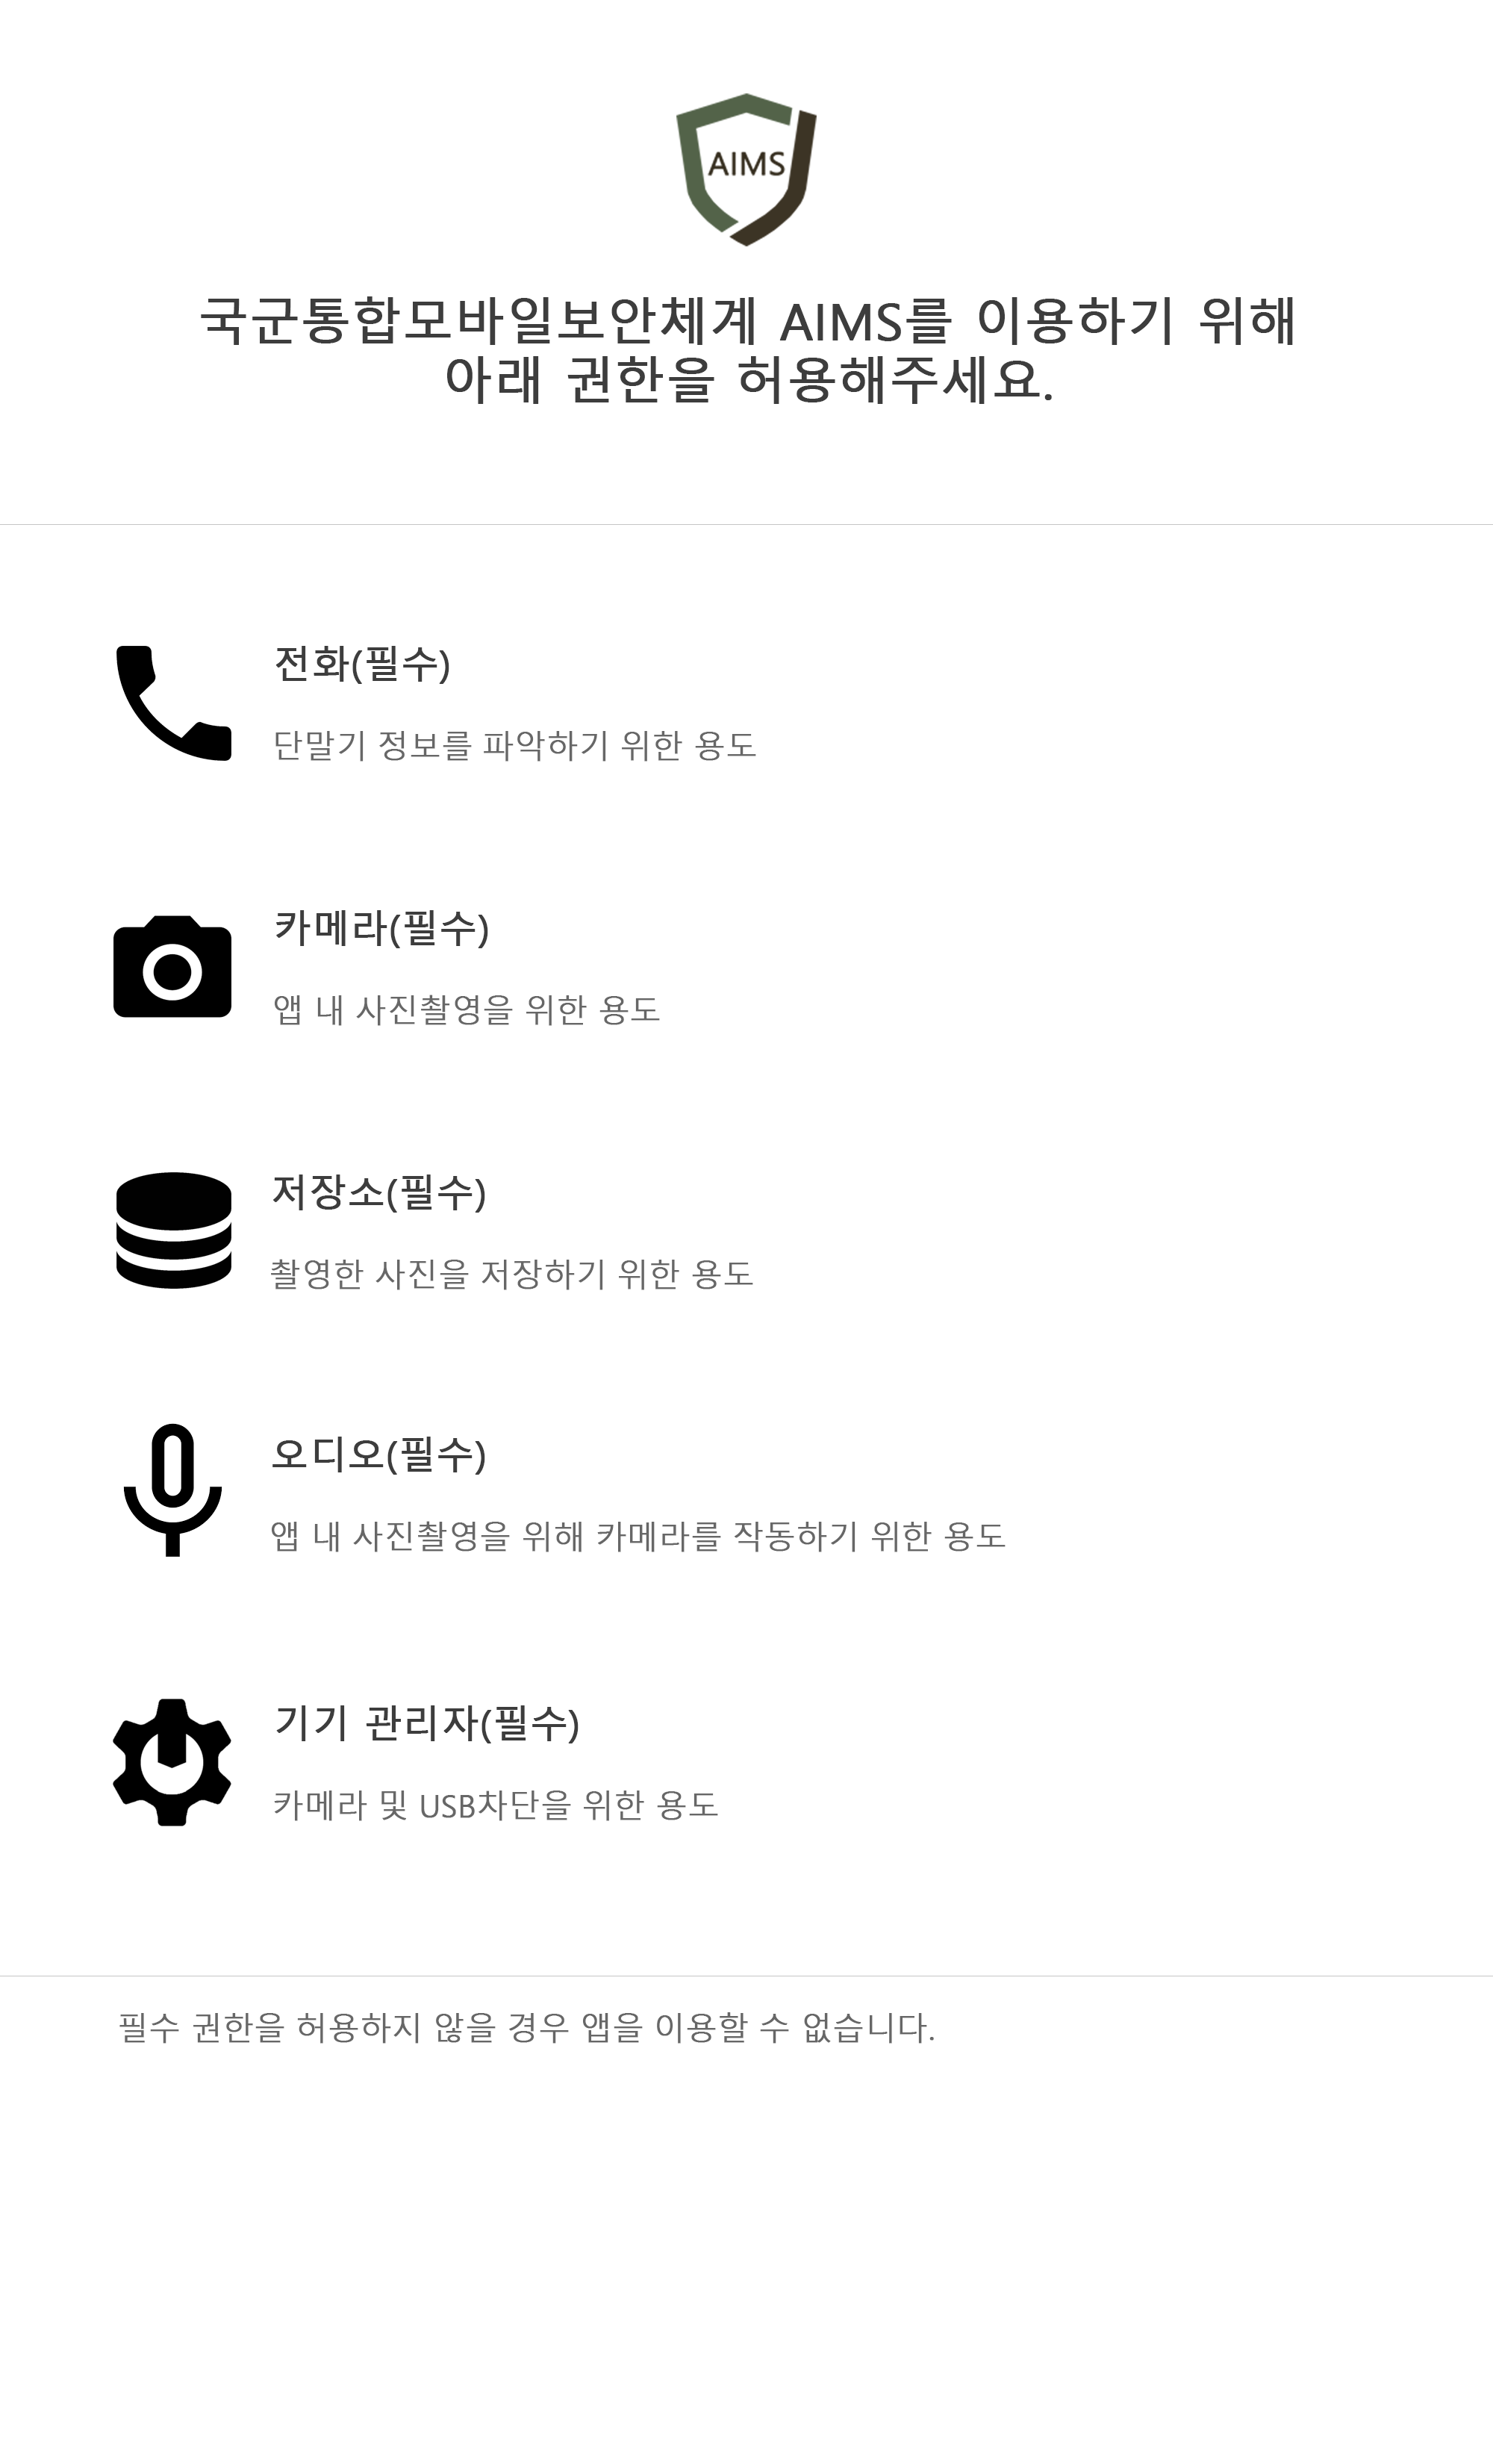 AIMS
국군통합모바일보안체계 AIMS를 이용하기 위해
아래 권한을 허용해주세요.
전화(필수)
단말기 정보를 파악하기 위한 용도
카메라(필수)
앱 내 사진촬영을 위한 용도
저장소(필수)
촬영한 사진을 저장하기 위한 용도
오디오(필수)
앱 내 사진촬영을 위해 카메라를 작동하기 위한 용도
기기 관리자(필수)
카메라 및 USB차단을 위한 용도
필수 권한을 허용하지 않을 경우 앱을 이용할 수 없습니다.